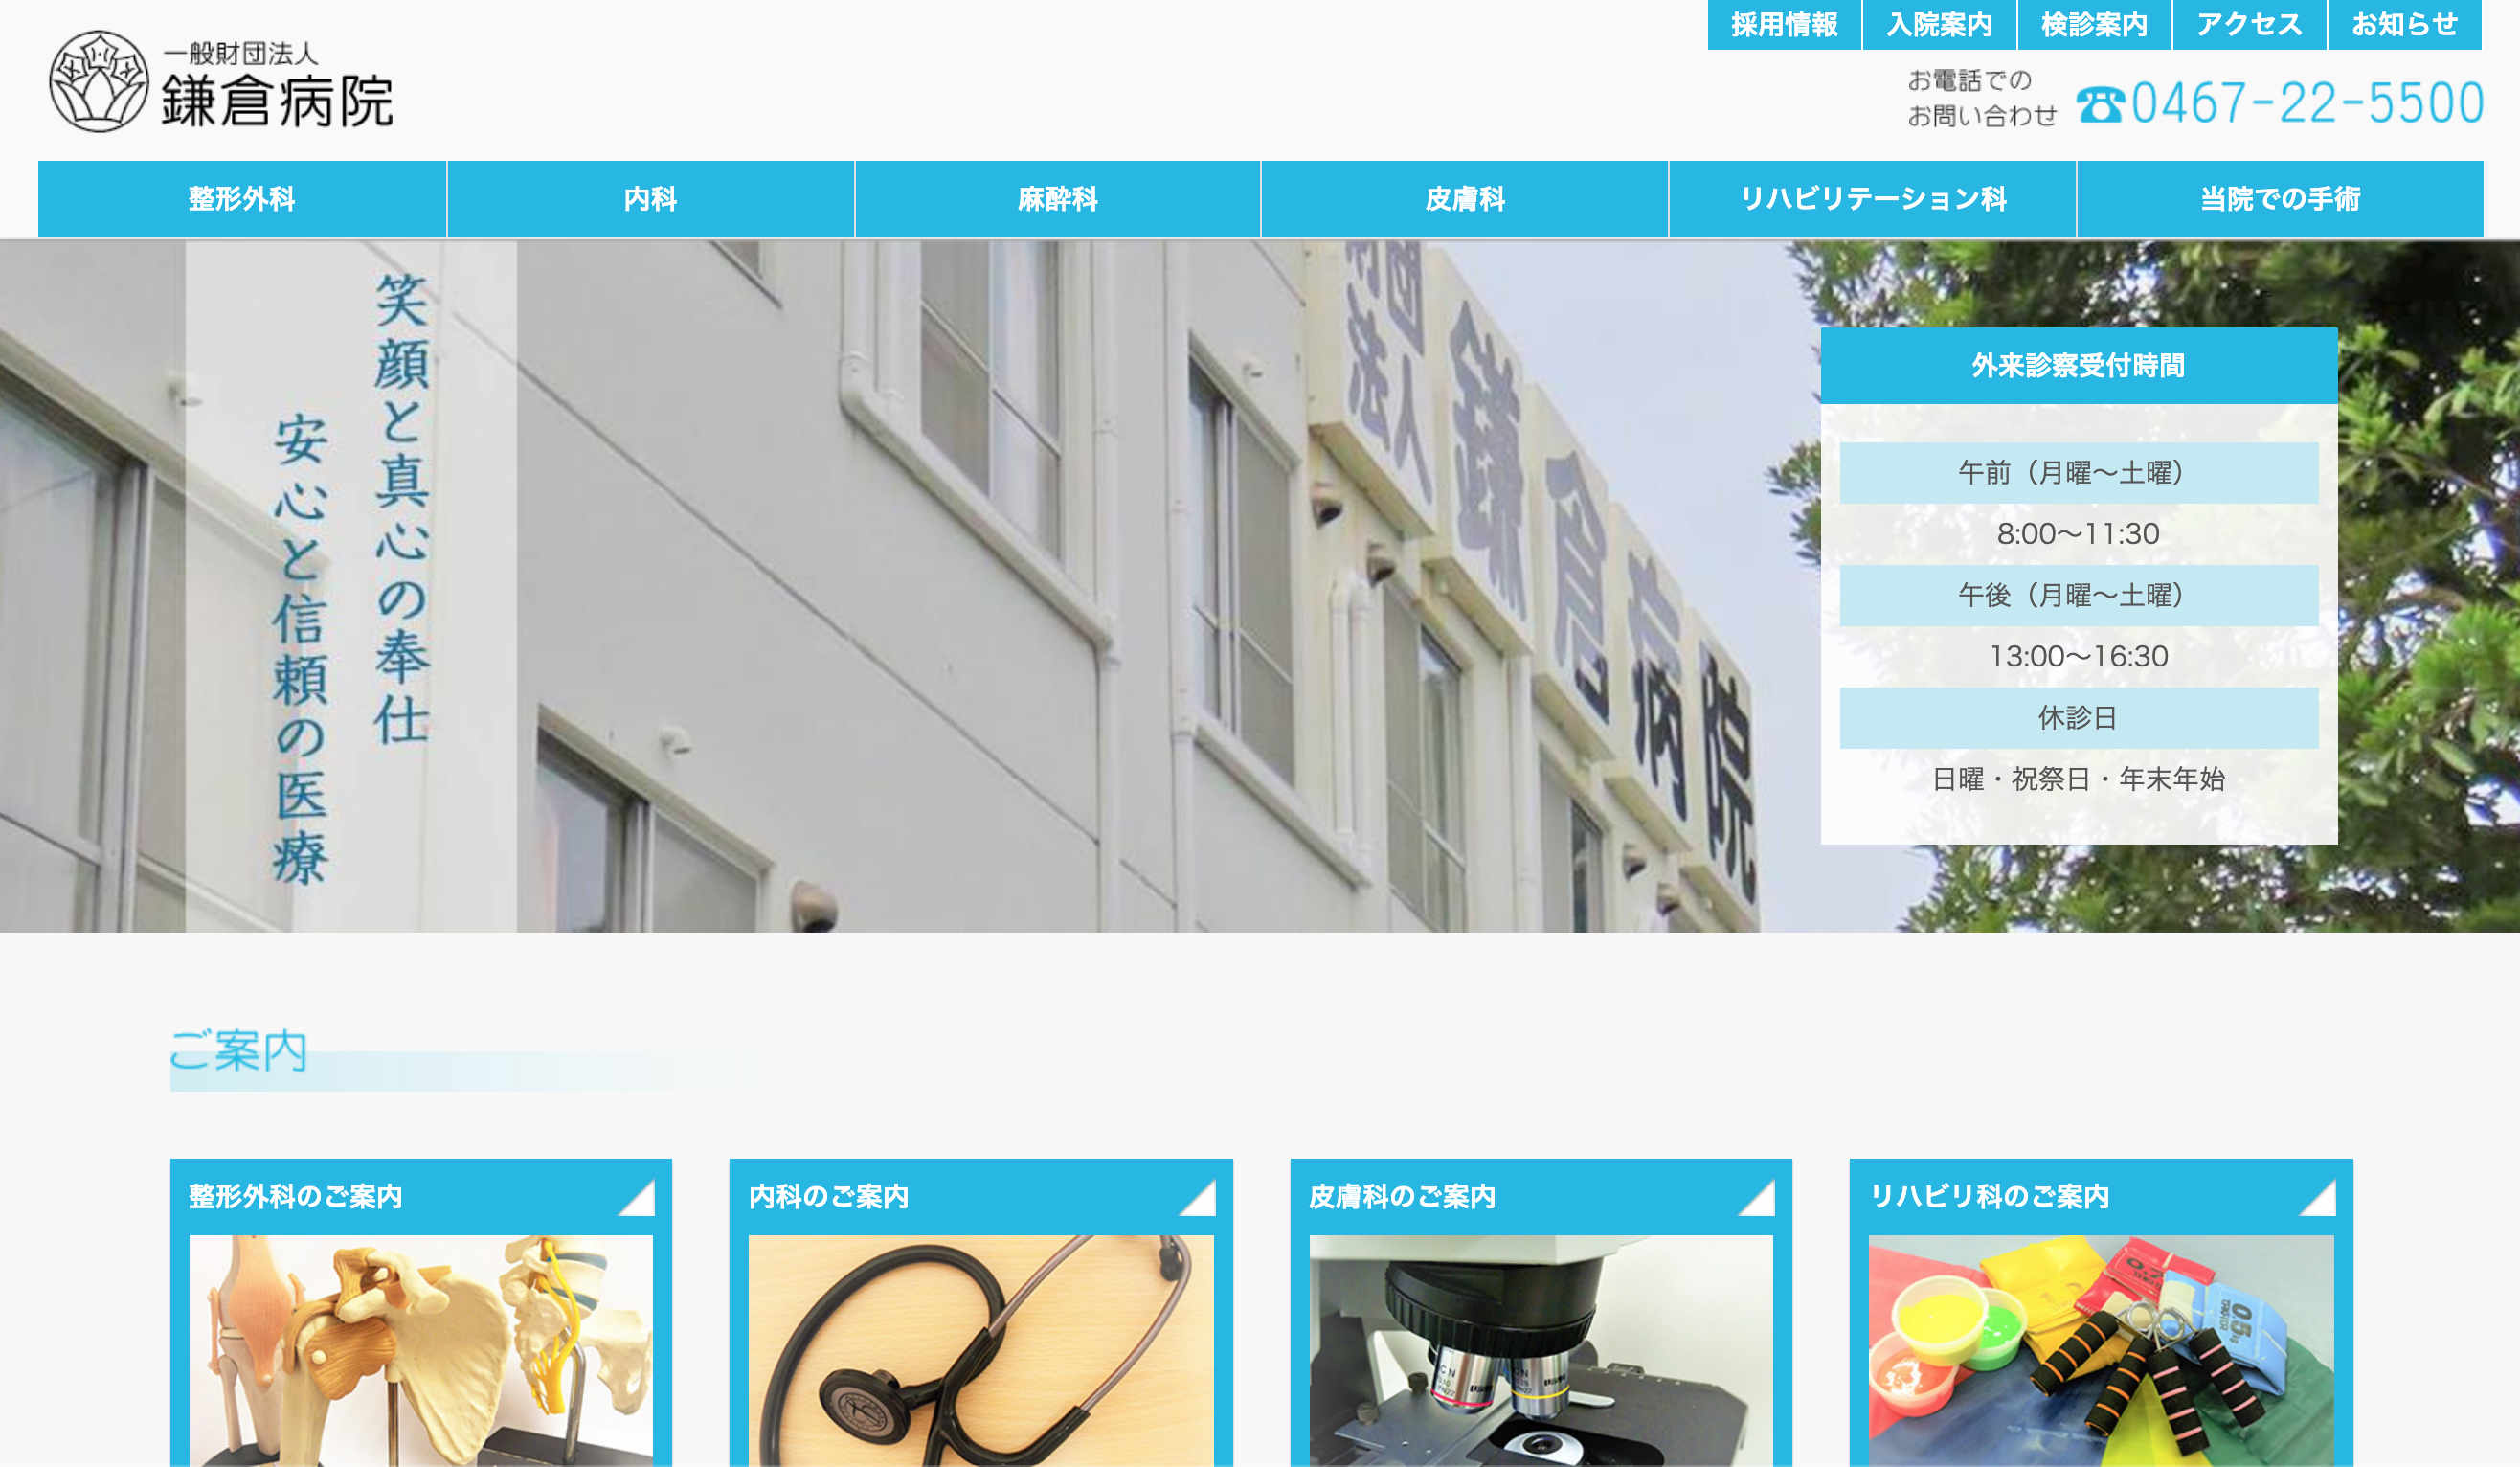 採用情報
入院案内
検診案内
アクセス
お知らせ
一般財団法人
鎌倉病院
お電話での
お問い合わせ
☎0467-22-5500
整形外科
内科
麻酔科
皮膚科
リハビリテーション科
当院での手術
笑顔と真心の奉仕
安心と信頼の医療
鎌倉病院
外来診察受付時間
午前（月曜～土曜）
8:00～11:30
午後（月曜～土曜）
13:00～16:30
休診日
日曜・祝祭日・年末年始
ご案内
整形外科のご案内
内科のご案内
皮膚科のご案内
リハビリ科のご案内